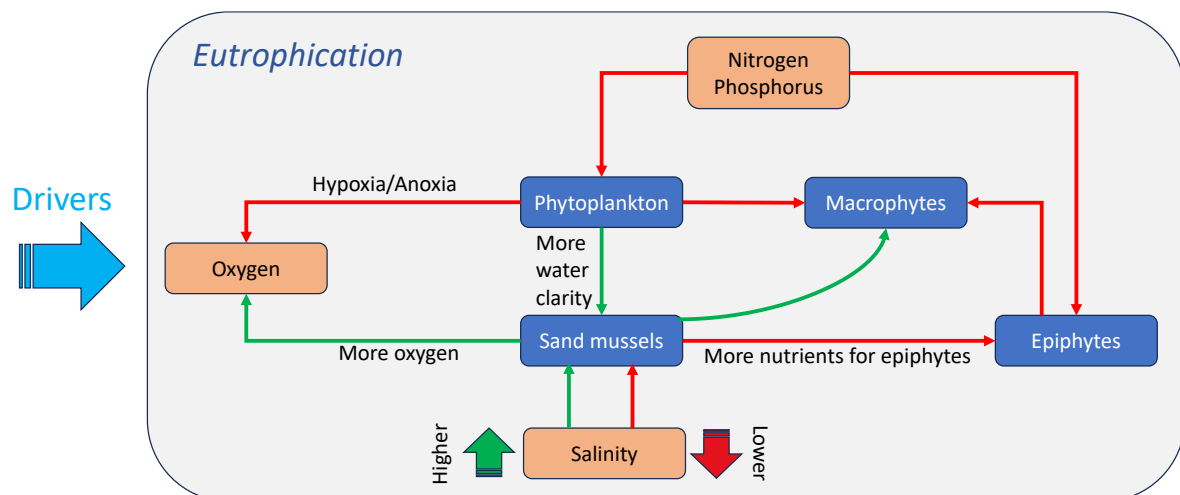 Eutrophication
Nitrogen
Phosphorus
Hypoxia/Anoxia
Phytoplankton
Macrophytes
Drivers
Oxygen
More
water
clarity
Sand mussels
Epiphytes
More oxygen
More nutrients for epiphytes
Higher
Salinity
Lower